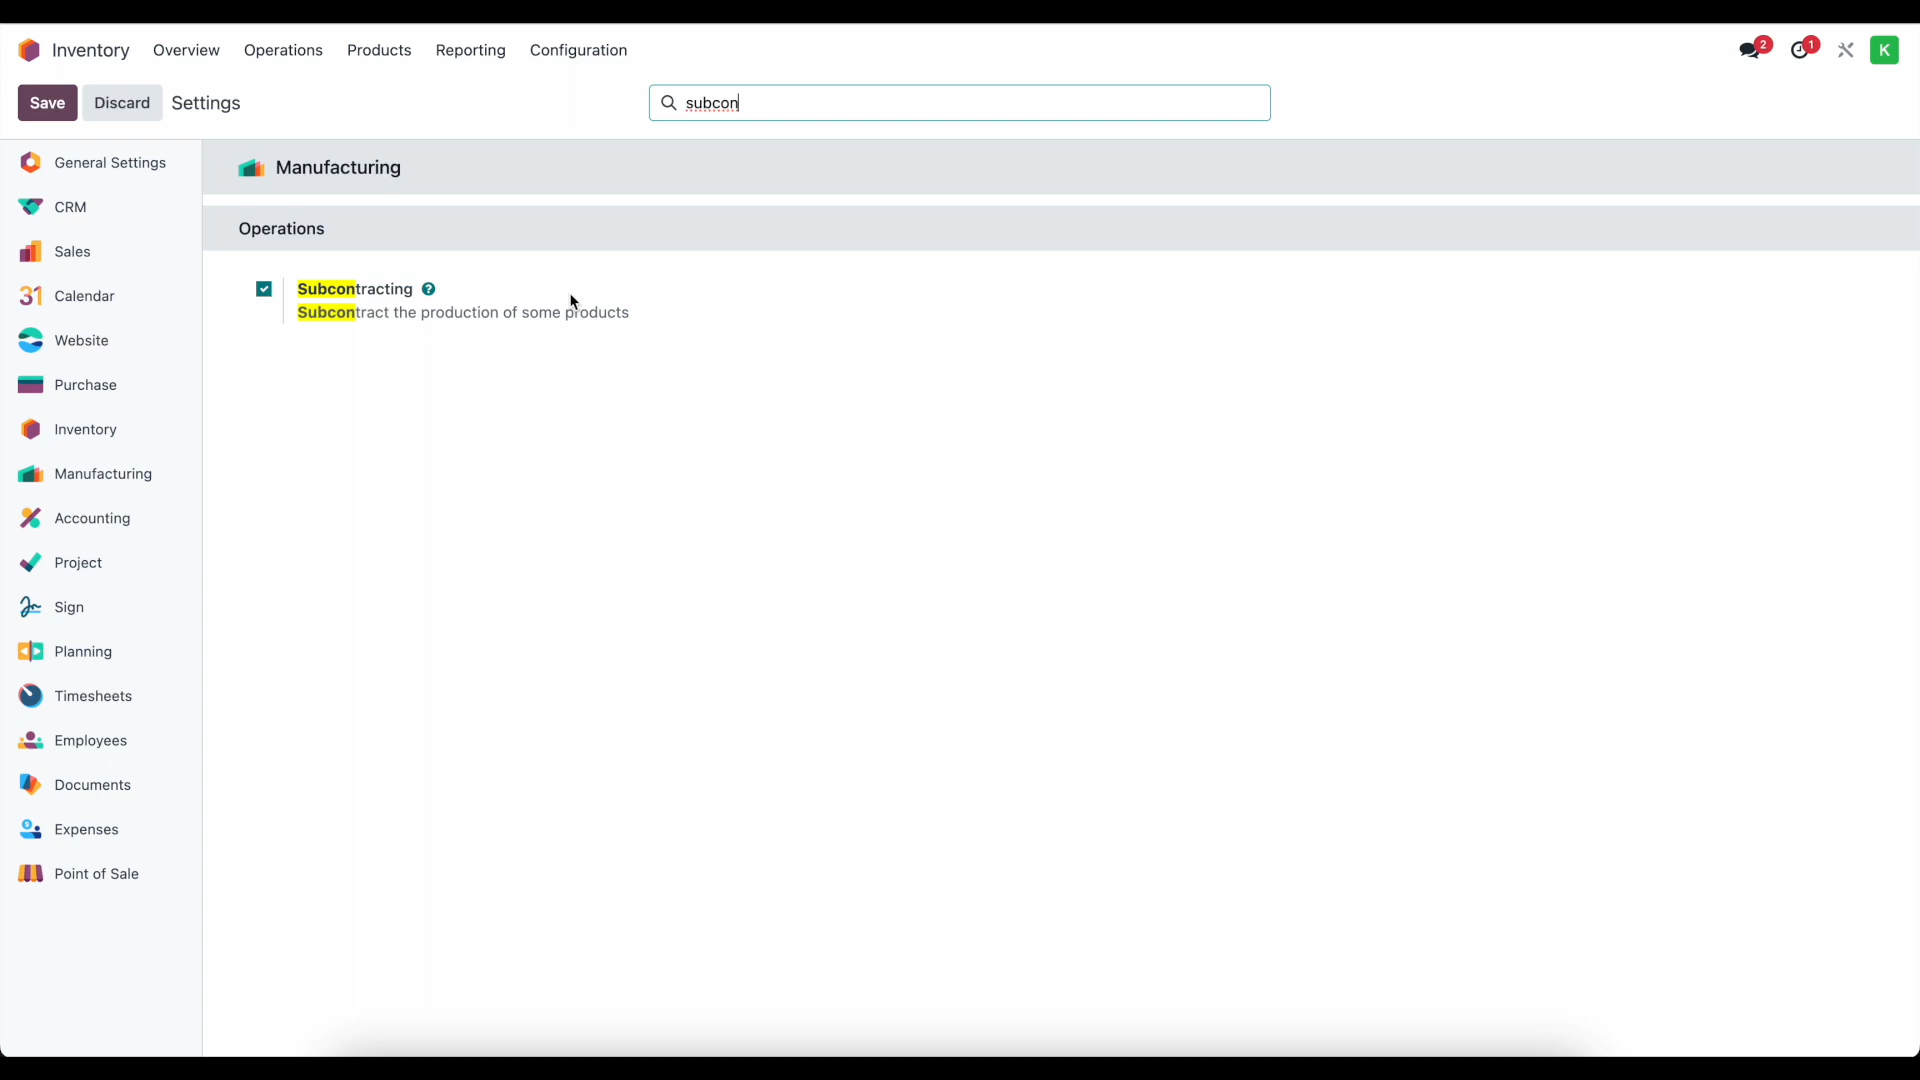 Inventory Overview Operations Products Reporting Configuration 2 1 K
Save Discard Settings subcon
General Settings
CRM
Sales
31 Calendar
Website
Purchase
Inventory
Manufacturing
Accounting
Project
Sign
Planning
Timesheets
Employees
Documents
Expenses
Point of Sale
Manufacturing
Operations
Subcontracting ?
Subcontract the production of some products